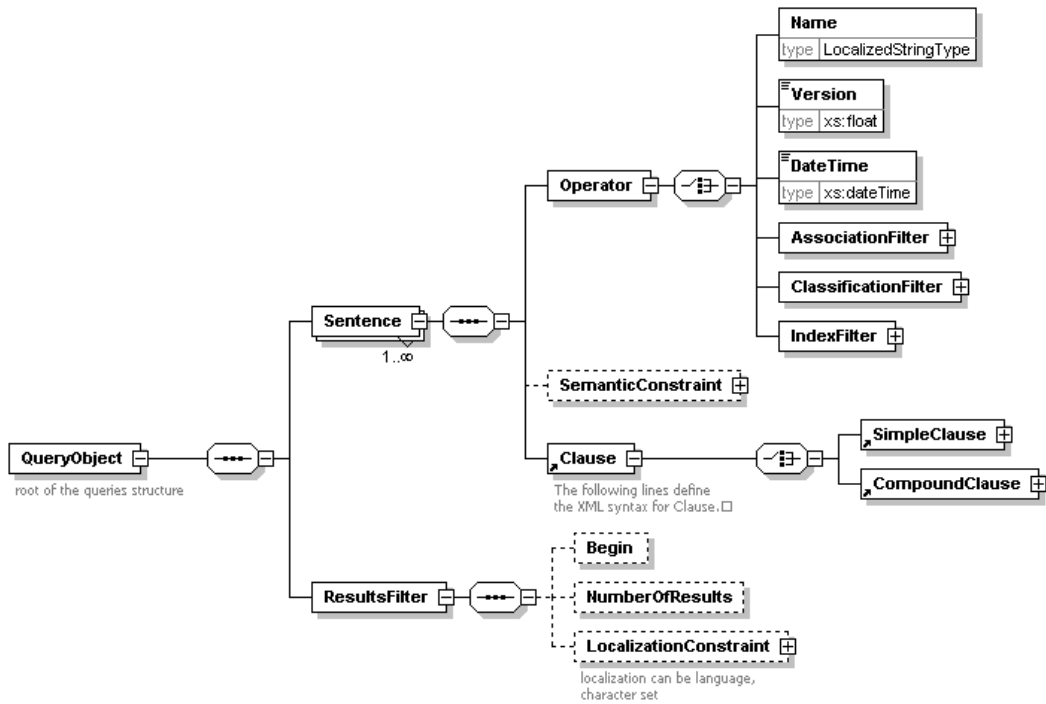 Name
type LocalizedStringType
Version
type xs:float
DateTime
type xs:dateTime
Operator
AssociationFilter
ClassificationFilter
IndexFilter
Sentence
1..∞
SemanticConstraint
QueryObject
root of the queries structure
Clause
The following lines define
the XML syntax for Clause.□
SimpleClause
CompoundClause
ResultsFilter
Begin
NumberOfResults
LocalizationConstraint
localization can be language,
character set